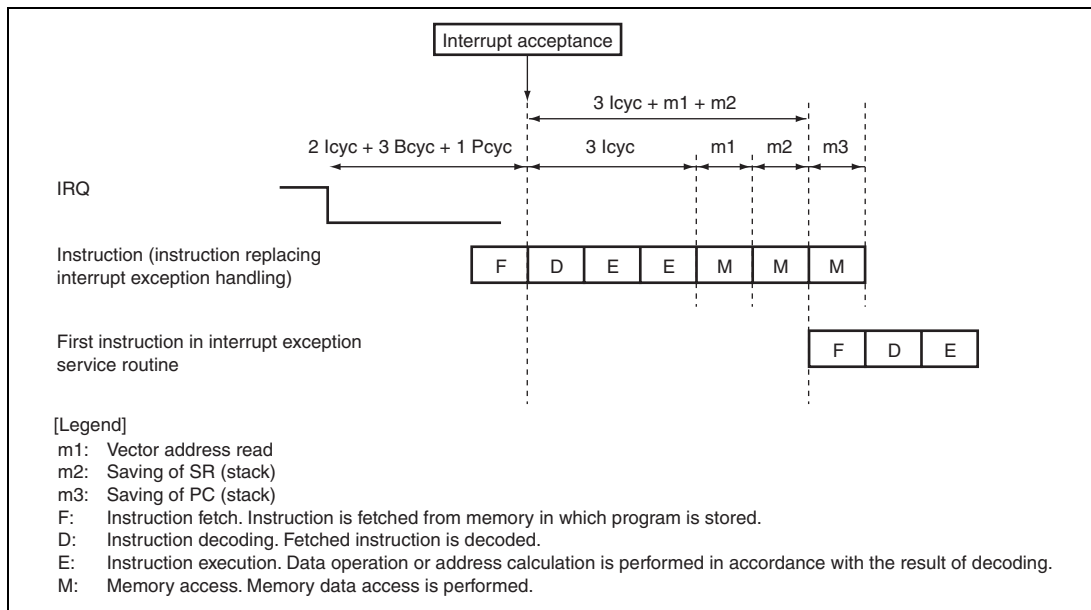 Interrupt acceptance
3 Icyc + m1 + m2
2 Icyc + 3 Bcyc + 1 Pcyc
3 Icyc
m1
m2
m3
IRQ
Instruction (instruction replacing
interrupt exception handling)
F D E E M M M
First instruction in interrupt exception
service routine
F D E
[Legend]
m1: Vector address read
m2: Saving of SR (stack)
m3: Saving of PC (stack)
F: Instruction fetch. Instruction is fetched from memory in which program is stored.
D: Instruction decoding. Fetched instruction is decoded.
E: Instruction execution. Data operation or address calculation is performed in accordance with the result of decoding.
M: Memory access. Memory data access is performed.